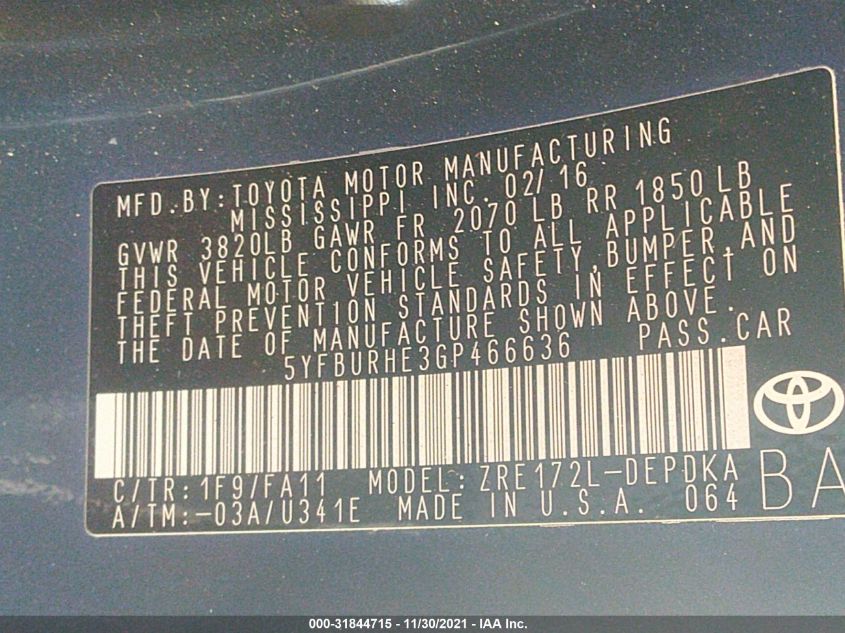 MFD.BY:TOYOTA MOTOR MANUFACTURING
MISSISSIPPI INC. 02/16
GVWR 3820LB GAWR FR 2070LB RR 1850LB
THIS VEHICLE CONFORMS TO ALL APPLICABLE
FEDERAL MOTOR VEHICLE SAFETY,BUMPER,AND
THEFT PREVENTION STANDARDS IN EFFECT ON
THE DATE OF MANUFACTURE SHOWN ABOVE.
5YFBURHE3GP466636 PASS.CAR
C/TR:1F9/FA11 MODEL:ZRE172L-DEPDKA
A/TM:-03A/U341E MADE IN U.S.A. 064 BA
000-31844715 - 11/30/2021 - IAA Inc.